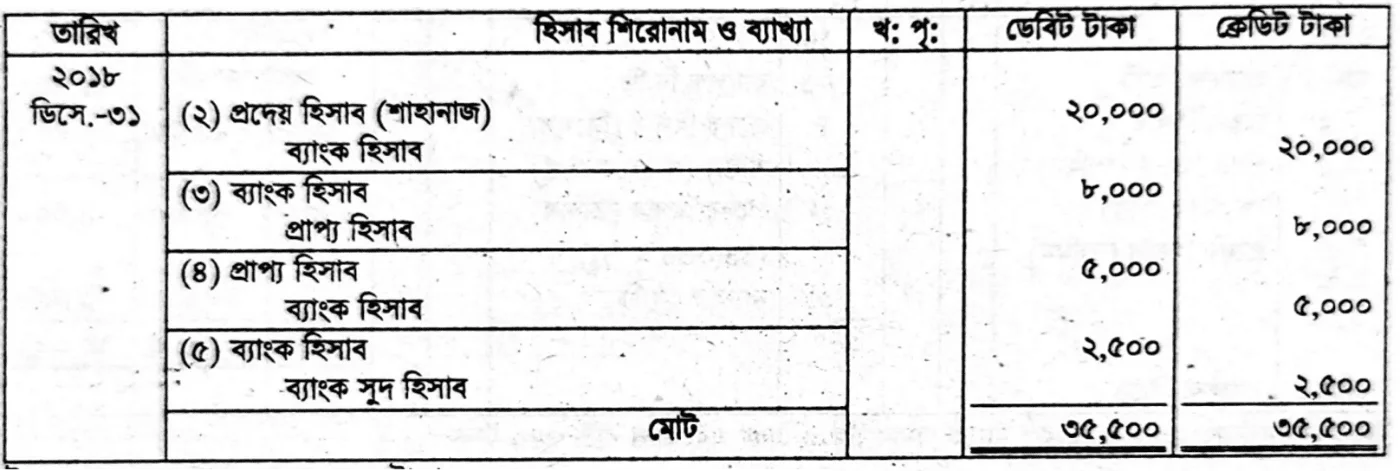 তারিখ হিসাব শিরোনাম ও ব্যাখ্যা খ: পৃ: ডেবিট টাকা ক্রেডিট টাকা
২০১৮
ডিসে.-৩১ (২) প্রদেয় হিসাব (শাহানাজ) ২০,০০০
ব্যাংক হিসাব ২০,০০০
(৩) ব্যাংক হিসাব ৮,০০০
প্রাপ্য হিসাব ৮,০০০
(৪) প্রাপ্য হিসাব ৫,০০০
ব্যাংক হিসাব ৫,০০০
(৫) ব্যাংক হিসাব ২,৫০০
ব্যাংক সুদ হিসাব ২,৫০০
মোট ৩৫,৫০০ ৩৫,৫০০